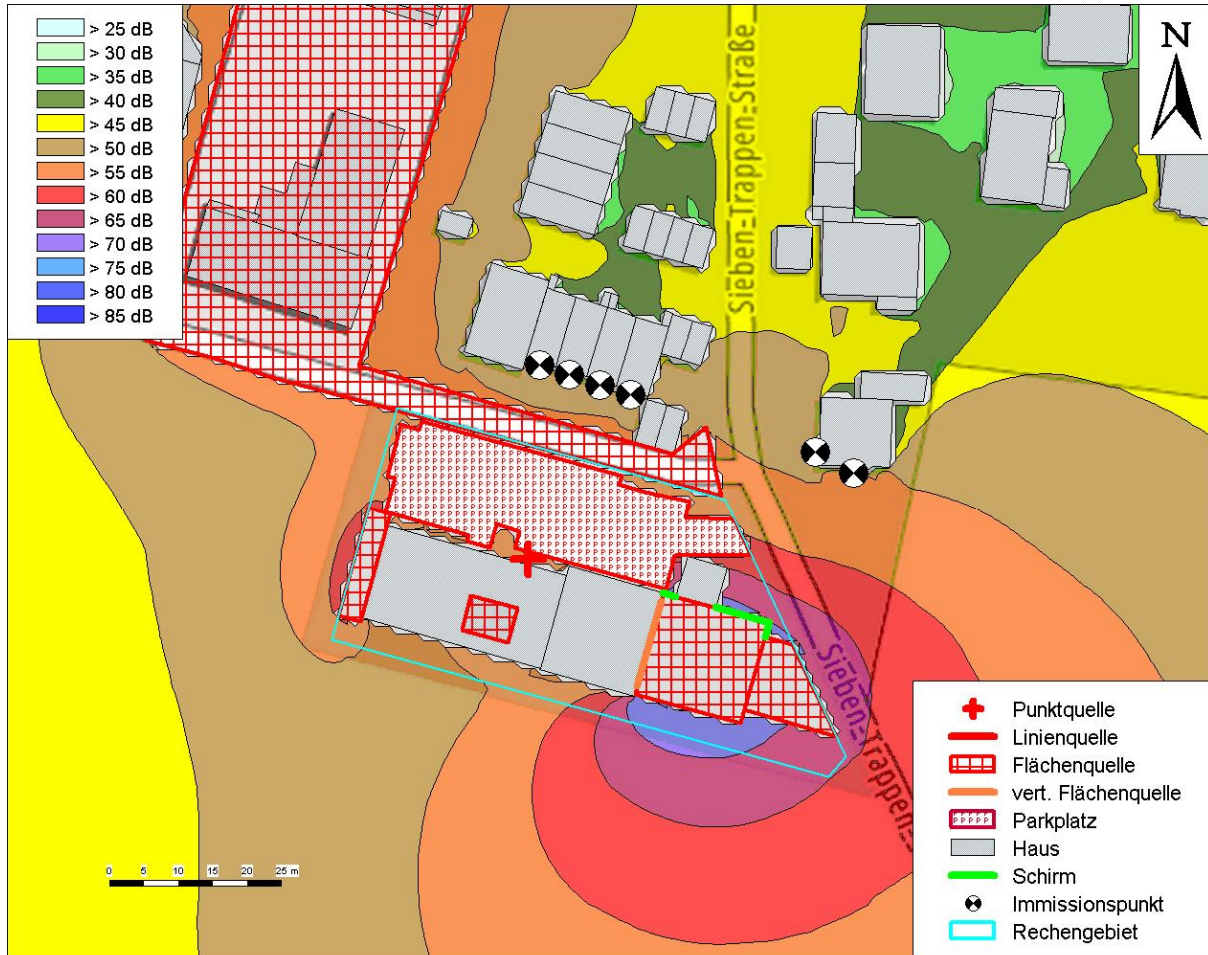 > 25 dB
> 30 dB
> 35 dB
> 40 dB
> 45 dB
> 50 dB
> 55 dB
> 60 dB
> 65 dB
> 70 dB
> 75 dB
> 80 dB
> 85 dB
N
Sieben-Trappen-Straße
Sieben-Trappen-
0 5 10 15 20 25 m
Punktquelle
Linienquelle
Flächenquelle
vert. Flächenquelle
PPPPP Parkplatz
Haus
Schirm
Immissionspunkt
Rechengebiet